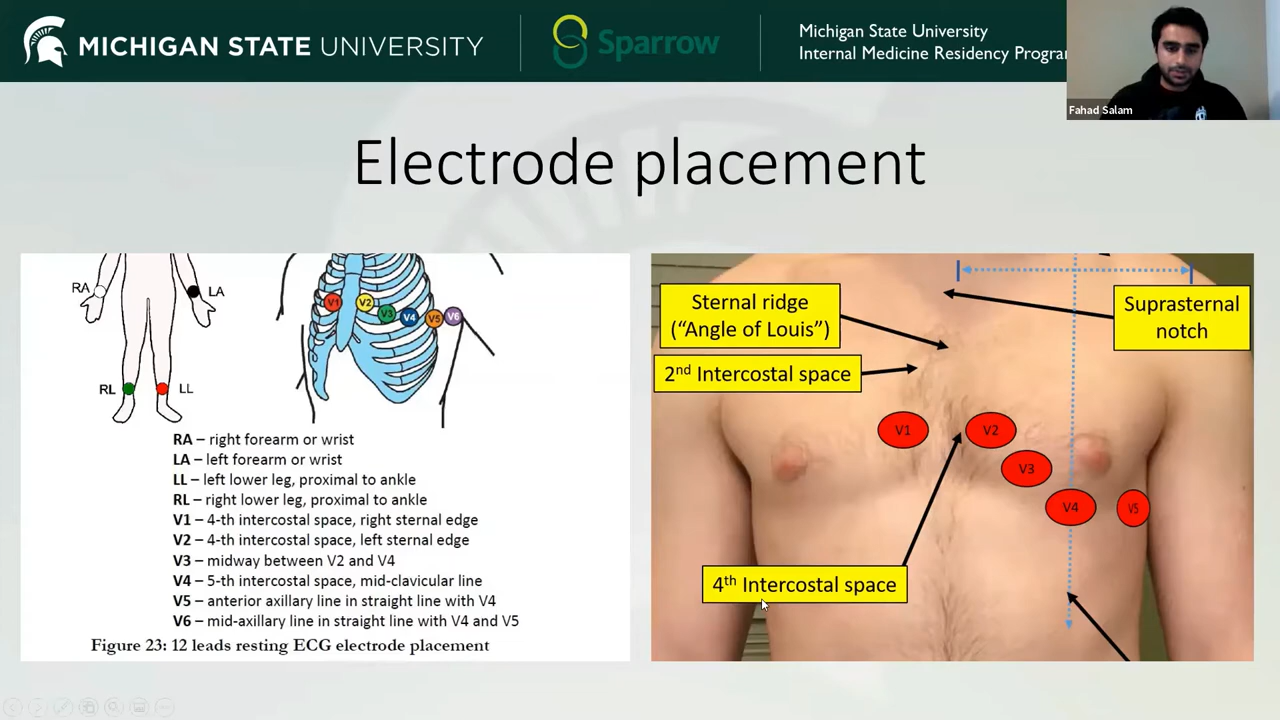 MICHIGAN STATE UNIVERSITY
Sparrow
Michigan State University
Internal Medicine Residency Progra
Fahad Salam
Electrode placement
RA
LA
RL
LL
V1
V2
V3
V4
V5
V6
RA – right forearm or wrist
LA – left forearm or wrist
LL – left lower leg, proximal to ankle
RL – right lower leg, proximal to ankle
V1 – 4-th intercostal space, right sternal edge
V2 – 4-th intercostal space, left sternal edge
V3 – midway between V2 and V4
V4 – 5-th intercostal space, mid-clavicular line
V5 – anterior axillary line in straight line with V4
V6 – mid-axillary line in straight line with V4 and V5
Figure 23: 12 leads resting ECG electrode placement
Sternal ridge
("Angle of Louis")
Suprasternal
notch
2nd Intercostal space
V1
V2
V3
V4
V5
4th Intercostal space